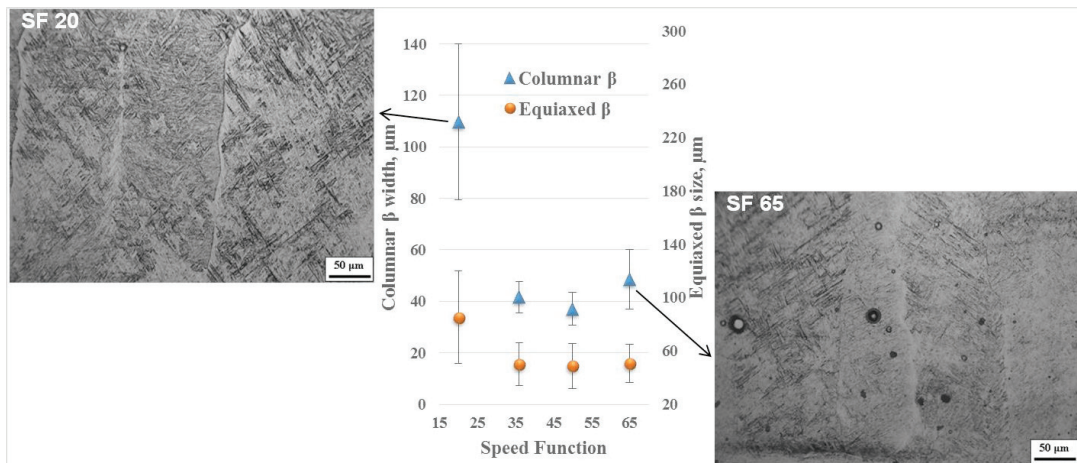 SF 20
50 μm
Columnar β width, μm
140
120
100
80
60
40
20
0
Columnar β
Equiaxed β
300
260
220
180
140
100
60
20
Equiaxed β size, μm
15 25 35 45 55 65
Speed Function
SF 65
50 μm